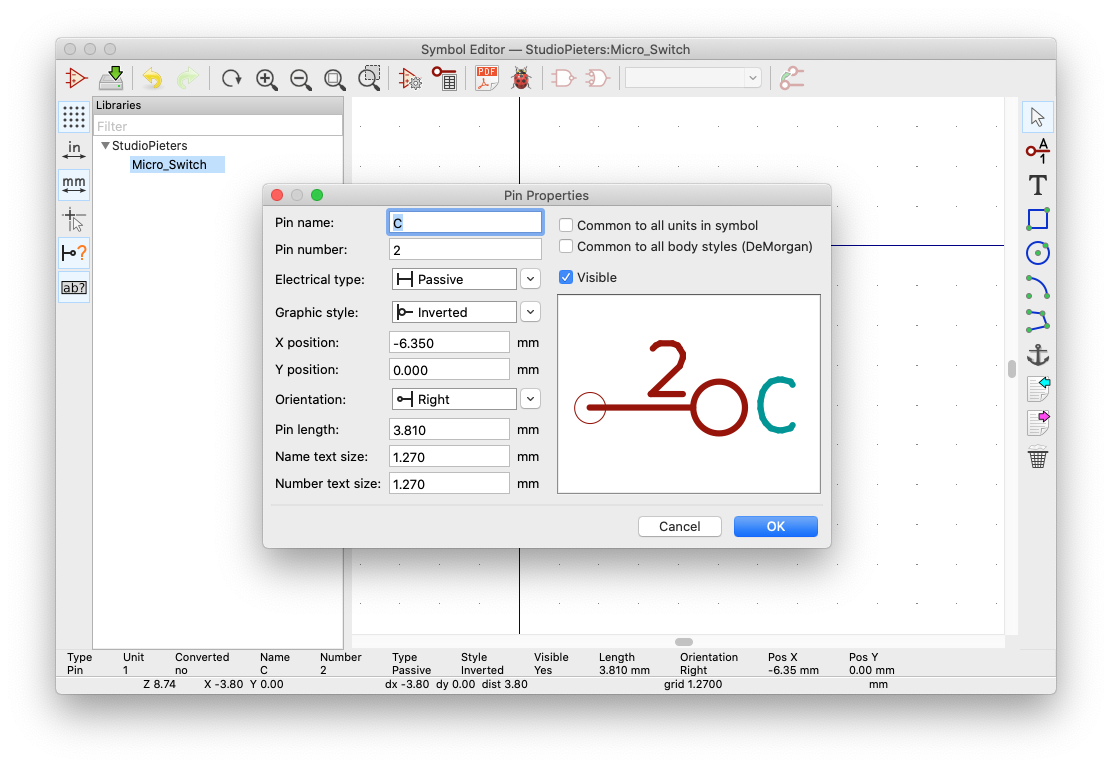 Symbol Editor — StudioPieters:Micro_Switch
PDF
Libraries
Filter
StudioPieters
Micro_Switch
in
mm
?
ab?
A
1
T
Pin Properties
Pin name: C
Pin number: 2
Electrical type: Passive
Graphic style: Inverted
X position: -6.350 mm
Y position: 0.000 mm
Orientation: Right
Pin length: 3.810 mm
Name text size: 1.270 mm
Number text size: 1.270 mm
Common to all units in symbol
Common to all body styles (DeMorgan)
Visible
2 C
Cancel OK
Type Unit Converted Name Number Type Style Visible Length Orientation Pos X Pos Y
Pin 1 no C 2 Passive Inverted Yes 3.810 mm Right -6.35 mm 0.00 mm
Z 8.74 X -3.80 Y 0.00 dx -3.80 dy 0.00 dist 3.80 grid 1.2700 mm